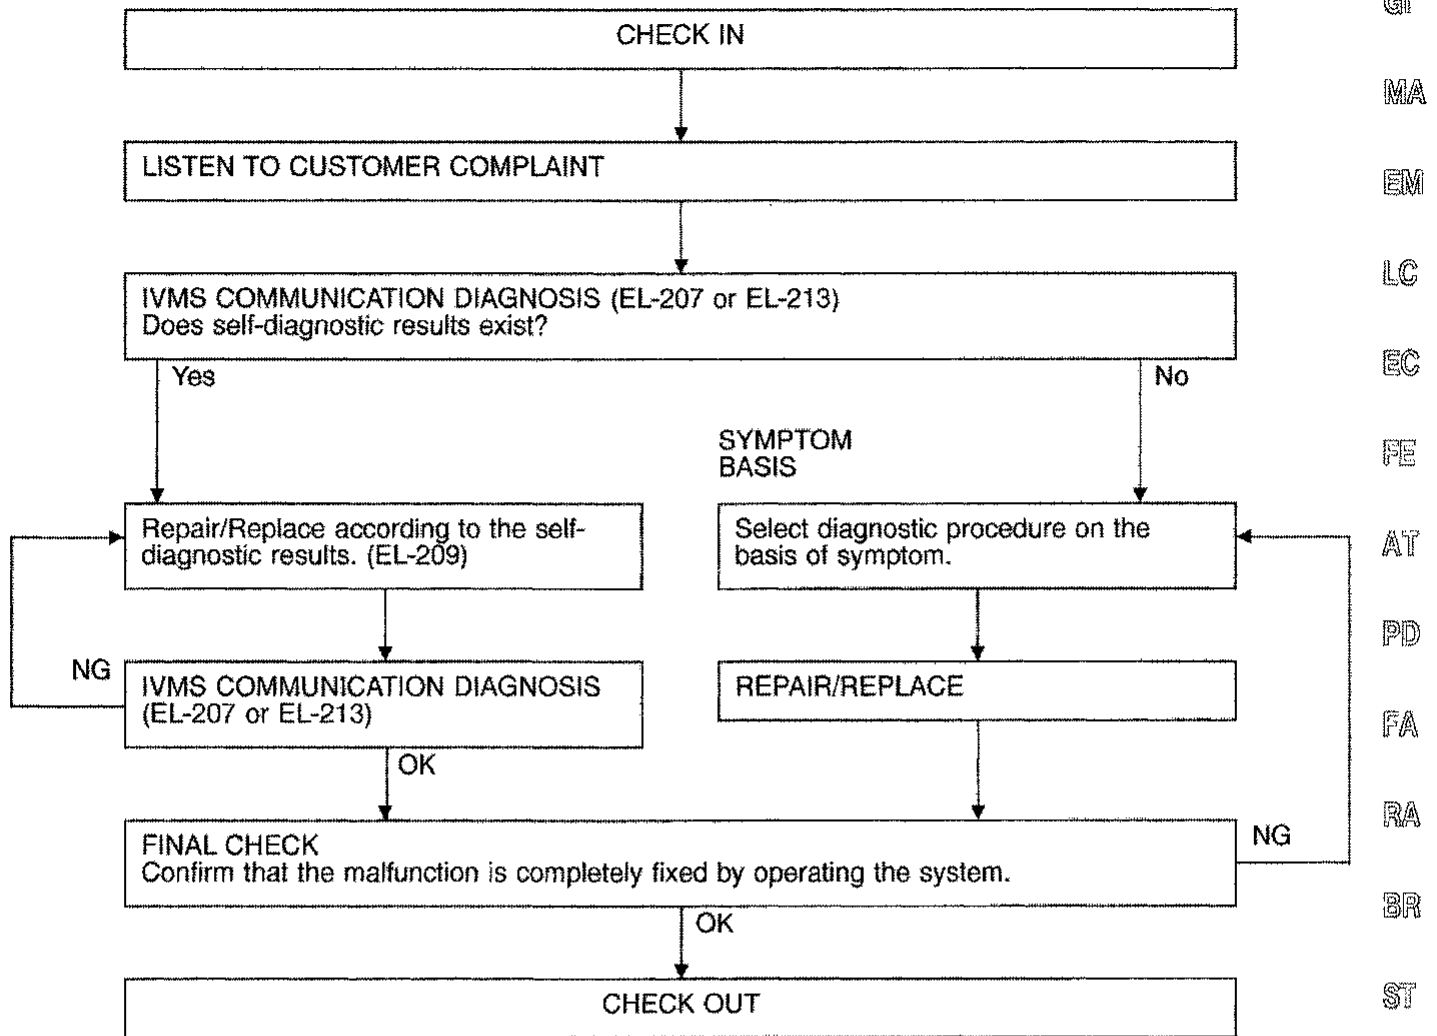 CHECK IN
LISTEN TO CUSTOMER COMPLAINT
IVMS COMMUNICATION DIAGNOSIS (EL-207 or EL-213)
Does self-diagnostic results exist?
Yes
No
SYMPTOM
BASIS
Repair/Replace according to the self-
diagnostic results. (EL-209)
Select diagnostic procedure on the
basis of symptom.
NG
IVMS COMMUNICATION DIAGNOSIS
(EL-207 or EL-213)
REPAIR/REPLACE
OK
FINAL CHECK
Confirm that the malfunction is completely fixed by operating the system.
NG
OK
CHECK OUT
GI
MA
EM
LC
EC
FE
AT
PD
FA
RA
BR
ST